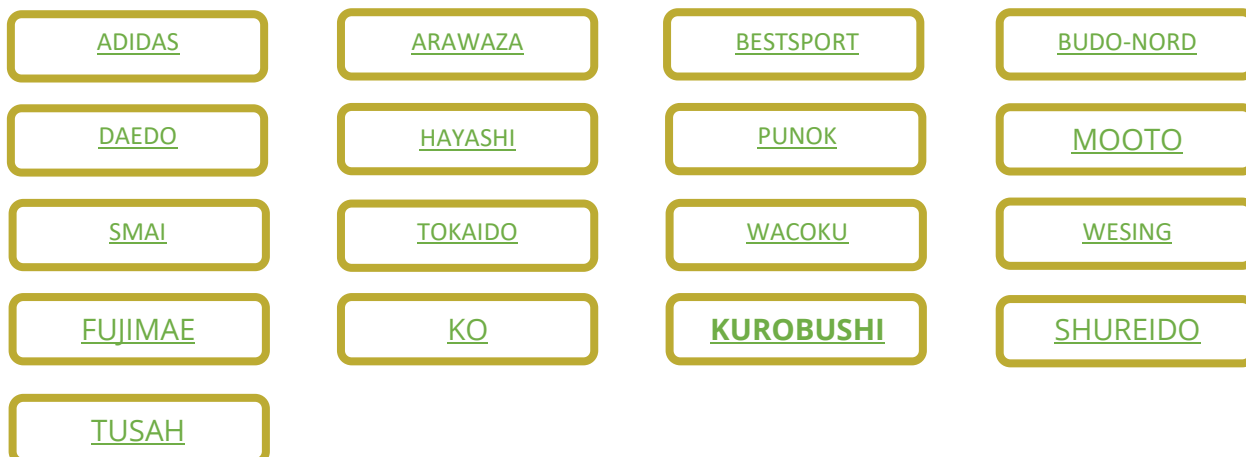 ADIDAS ARAWAZA BESTSPORT BUDO-NORD
DAEDO HAYASHI PUNOK MOOTO
SMAI TOKAIDO WACOKU WESING
FUJIMAE KO KUROBUSHI SHUREIDO
TUSAH